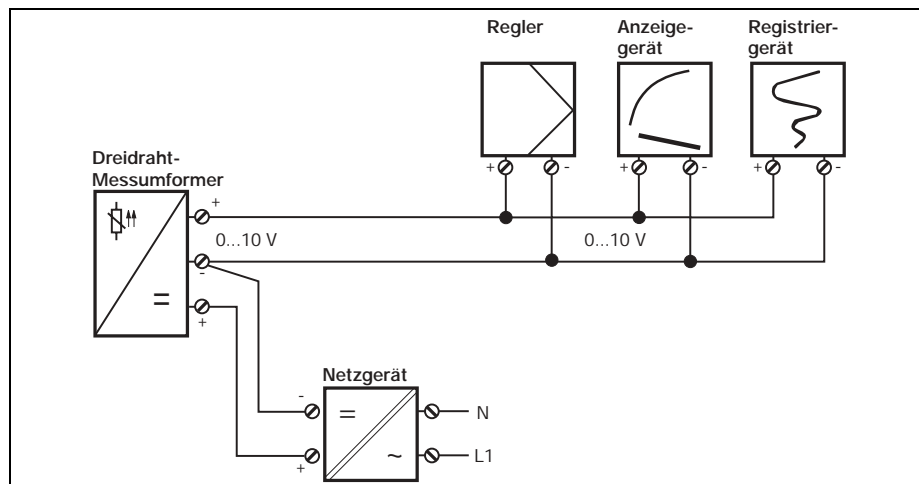 Regler
Anzeige-
gerät
Registrier-
gerät
+ - + - + -
Dreidraht-
Messumformer
+
0...10 V 0...10 V
-
=
+
Netzgerät
- = N
+ ~ L1